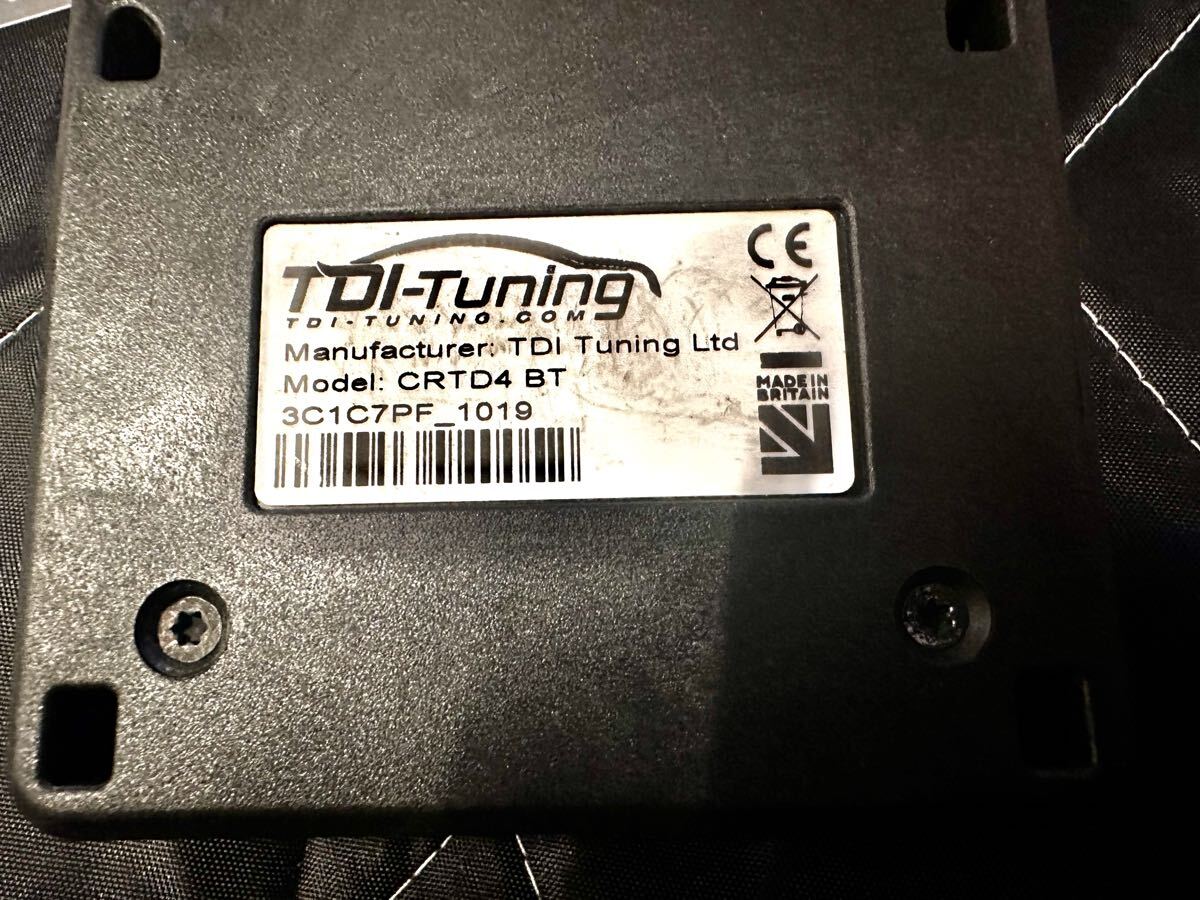 TDI-Tuning
TDI-TUNING.COM
Manufacturer: TDI Tuning Ltd
Model: CRTD4 BT
3C1C7PF_1019
CE
MADE IN
BRITAIN